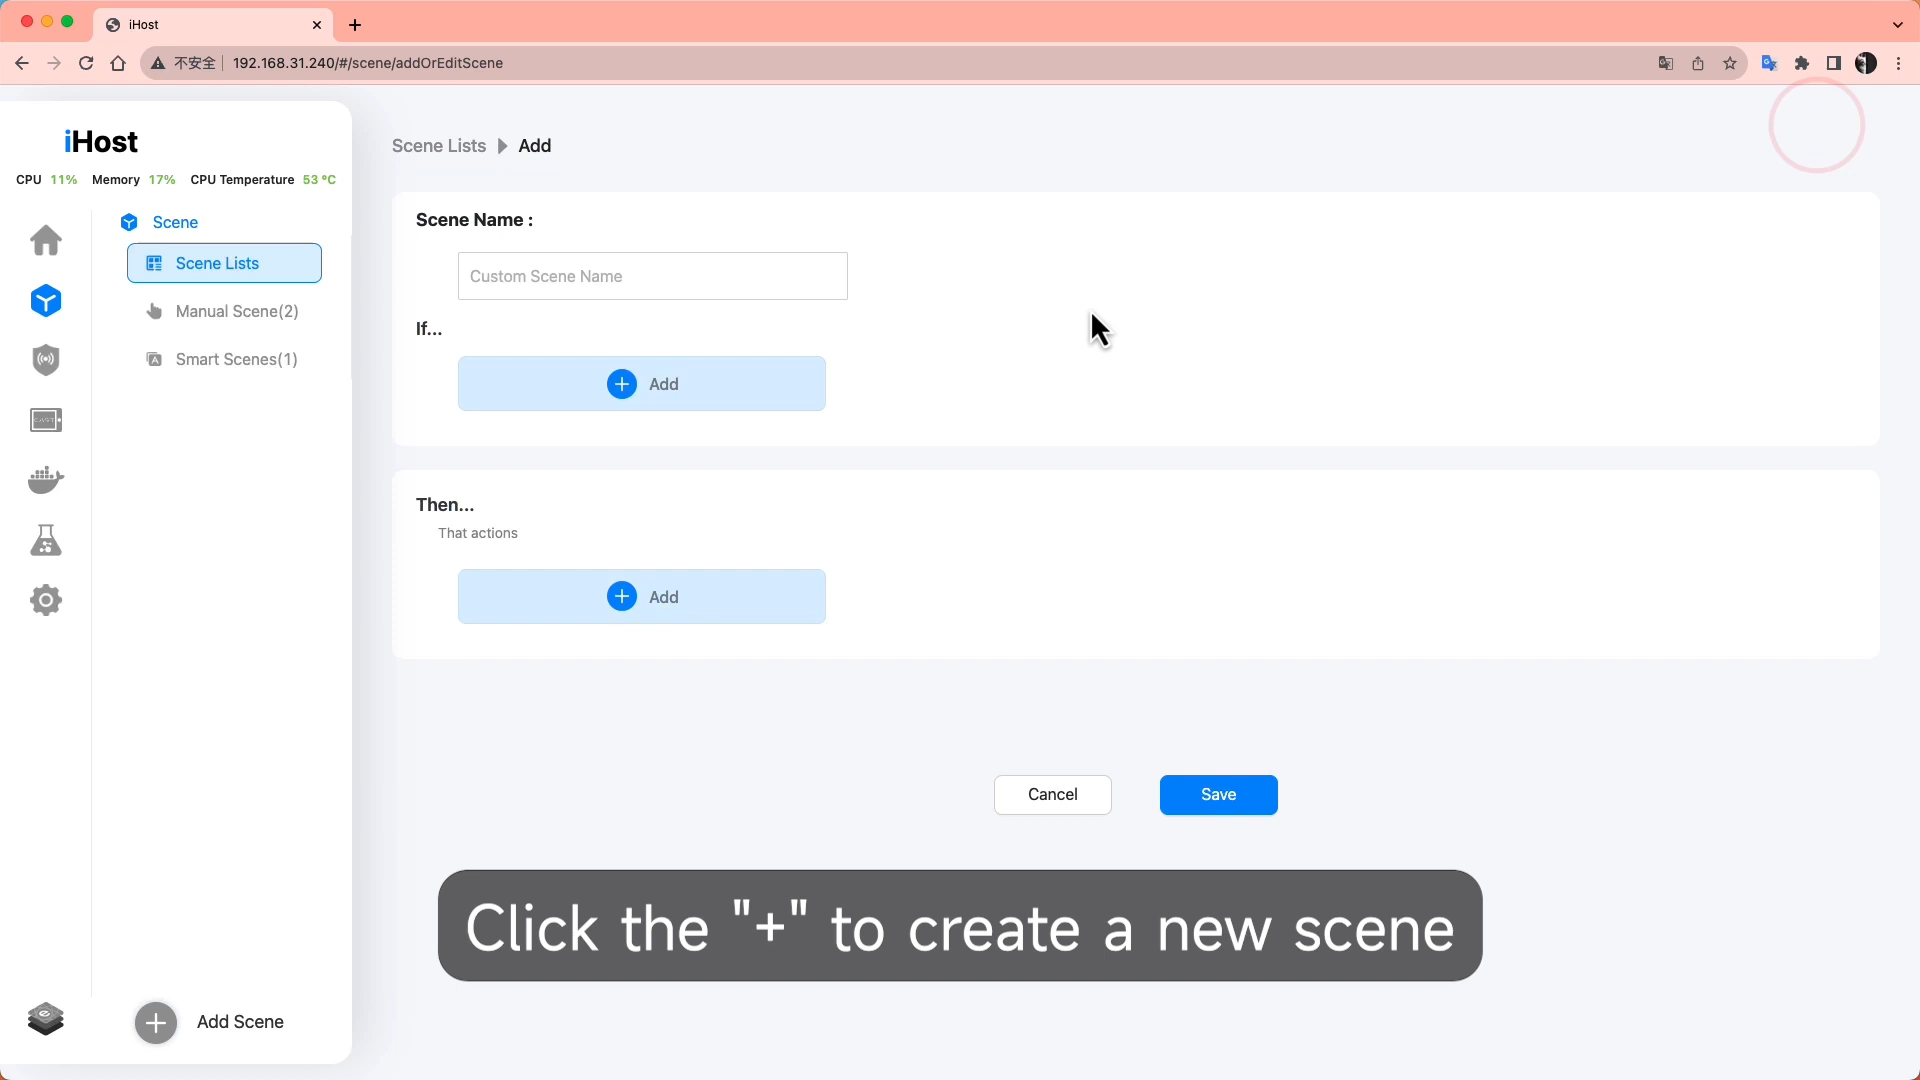 iHost
不安全 192.168.31.240/#/scene/addOrEditScene
iHost
CPU 11% Memory 17% CPU Temperature 53 °C
Scene
Scene Lists
Manual Scene(2)
Smart Scenes(1)
Add Scene
Scene Lists Add
Scene Name :
Custom Scene Name
If...
Add
Then...
That actions
Add
Cancel Save
Click the "+" to create a new scene